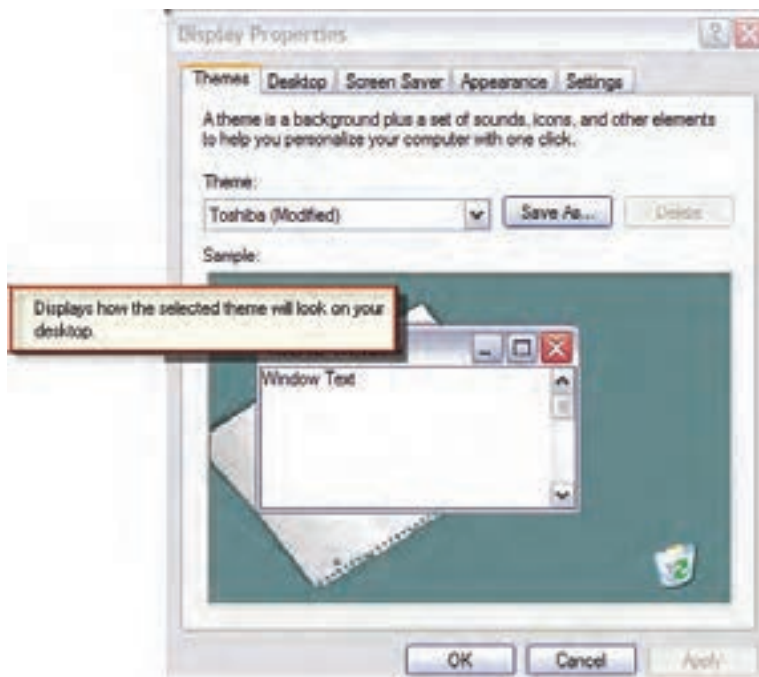 Display Properties
Themes Desktop Screen Saver Appearance Settings
A theme is a background plus a set of sounds, icons, and other elements
to help you personalize your computer with one click.
Theme:
Toshiba (Modified) Save As... Delete
Sample:
Displays how the selected theme will look on your
desktop.
Window Text
OK Cancel Apply